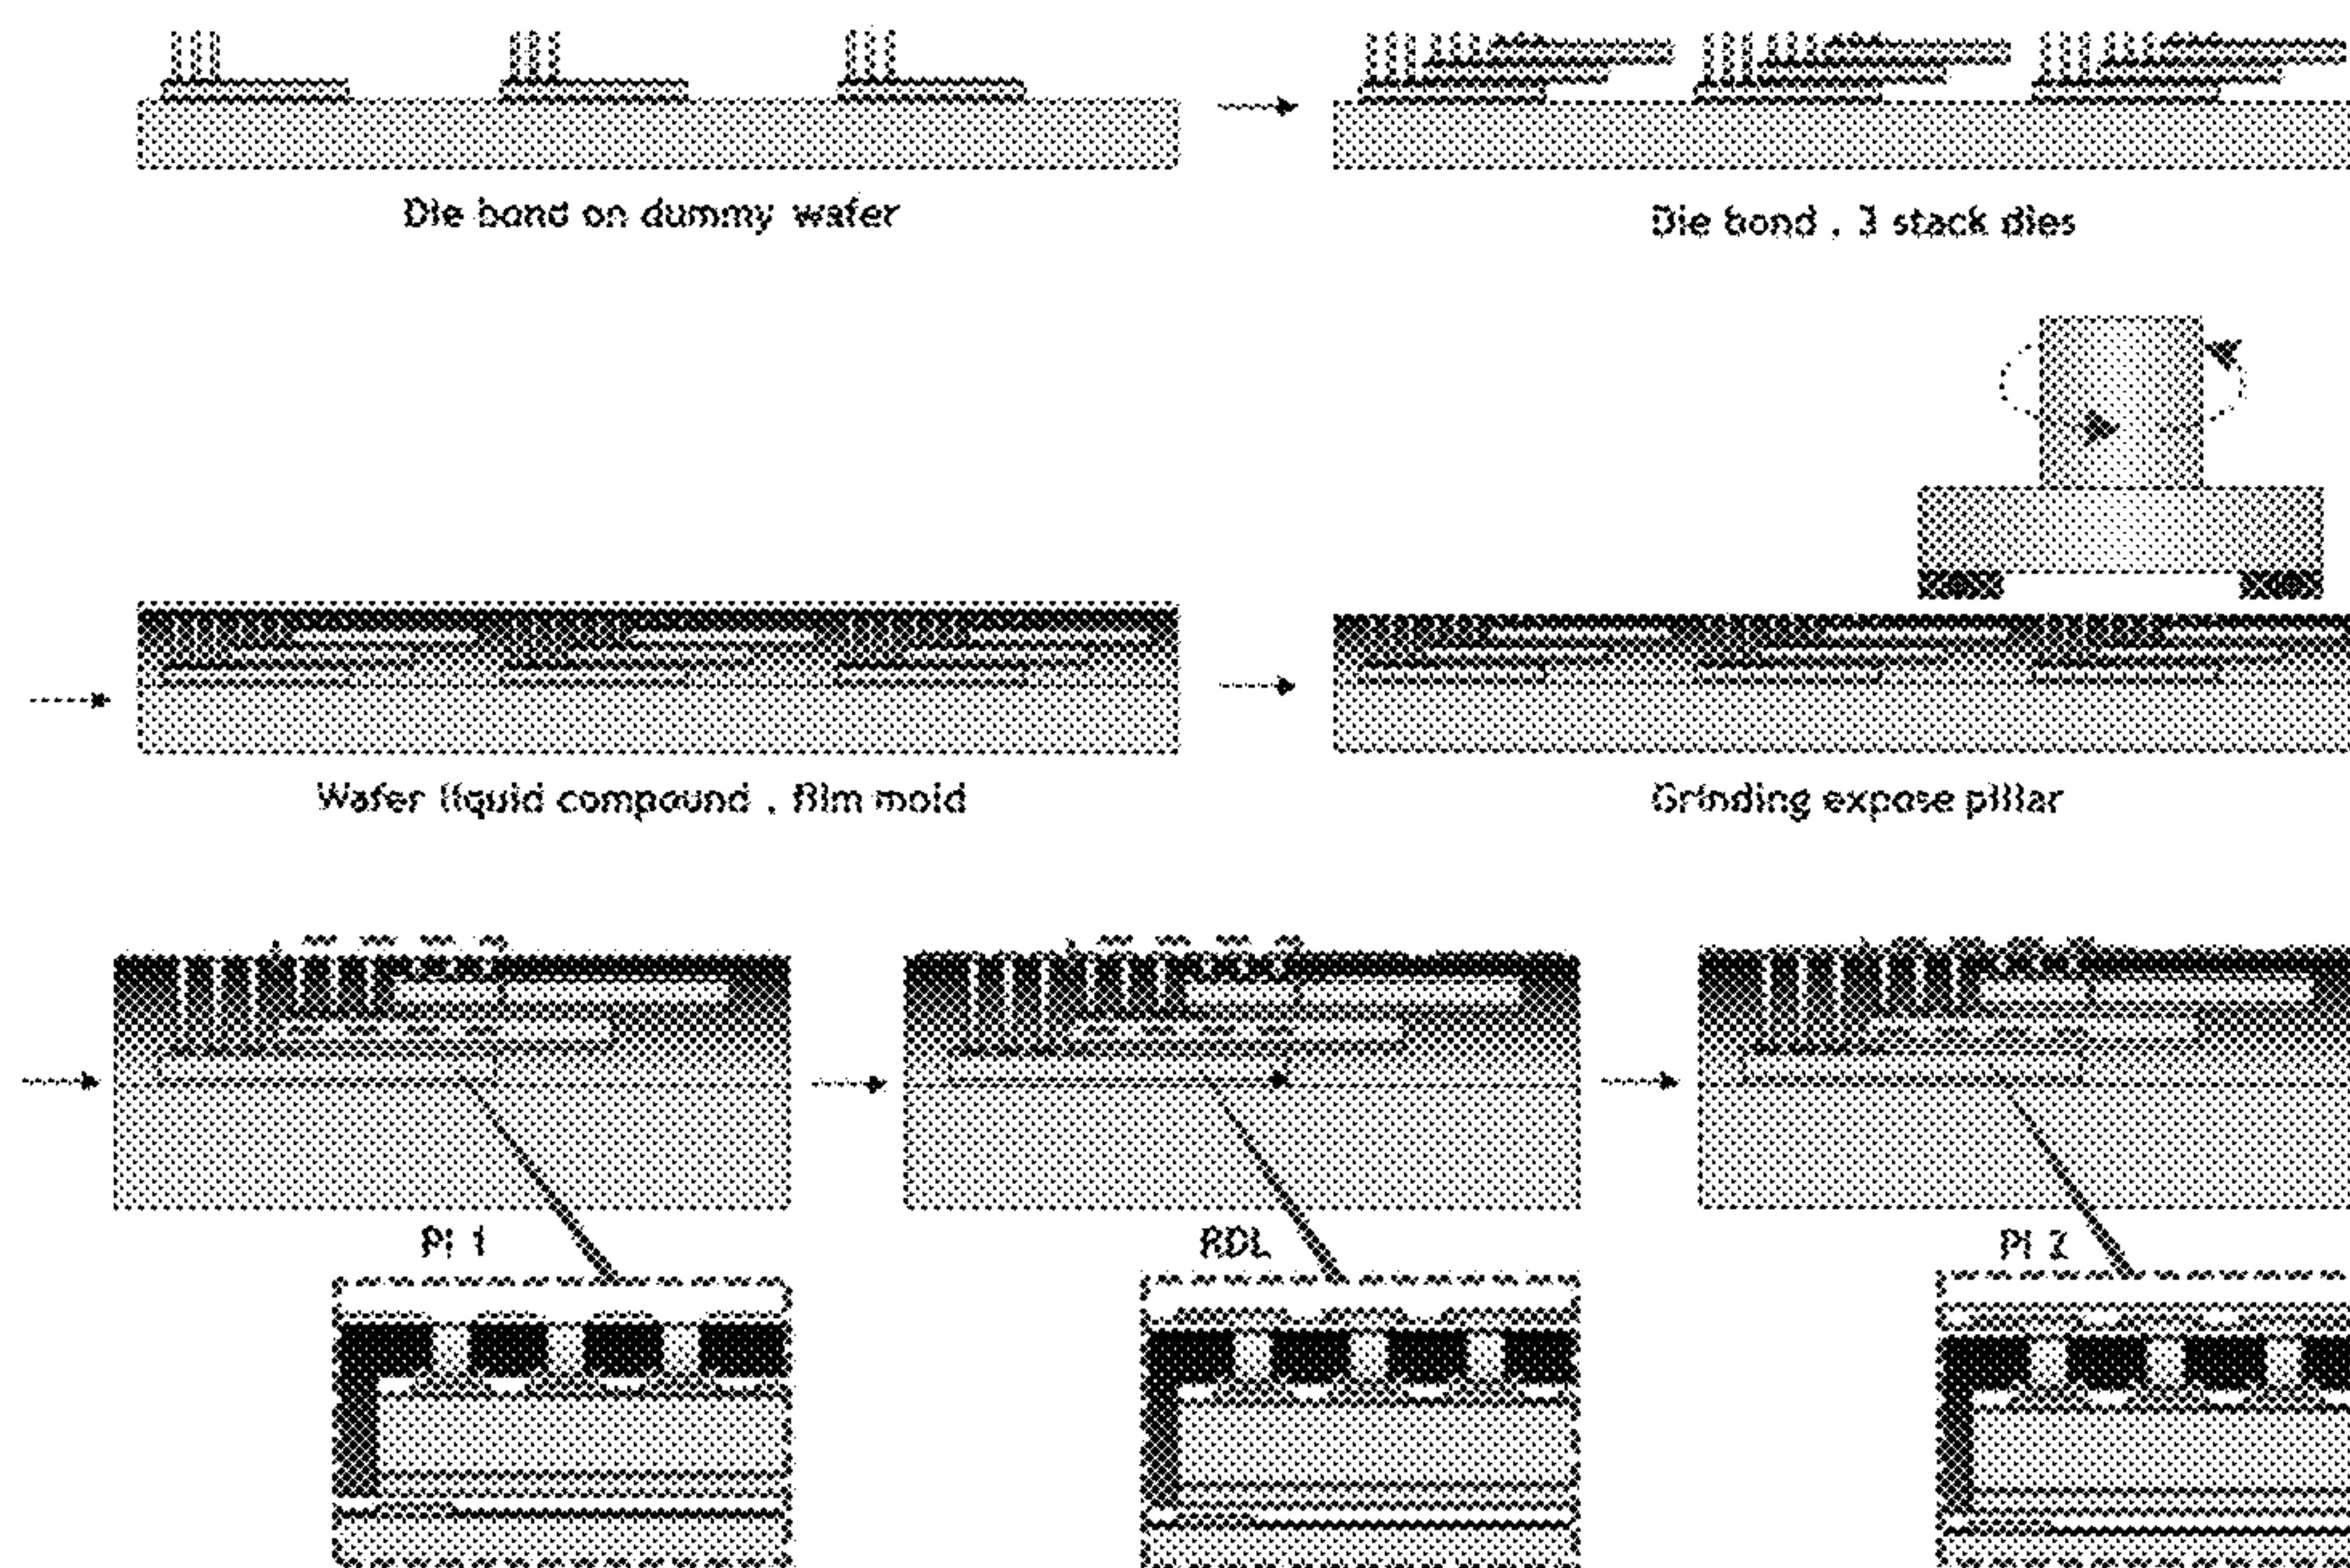 Die bond on dummy wafer
Die bond , 3 stack dies
Wafer liquid compound , film mold
Grinding expose pillar
PI 1
RDL
PI 2